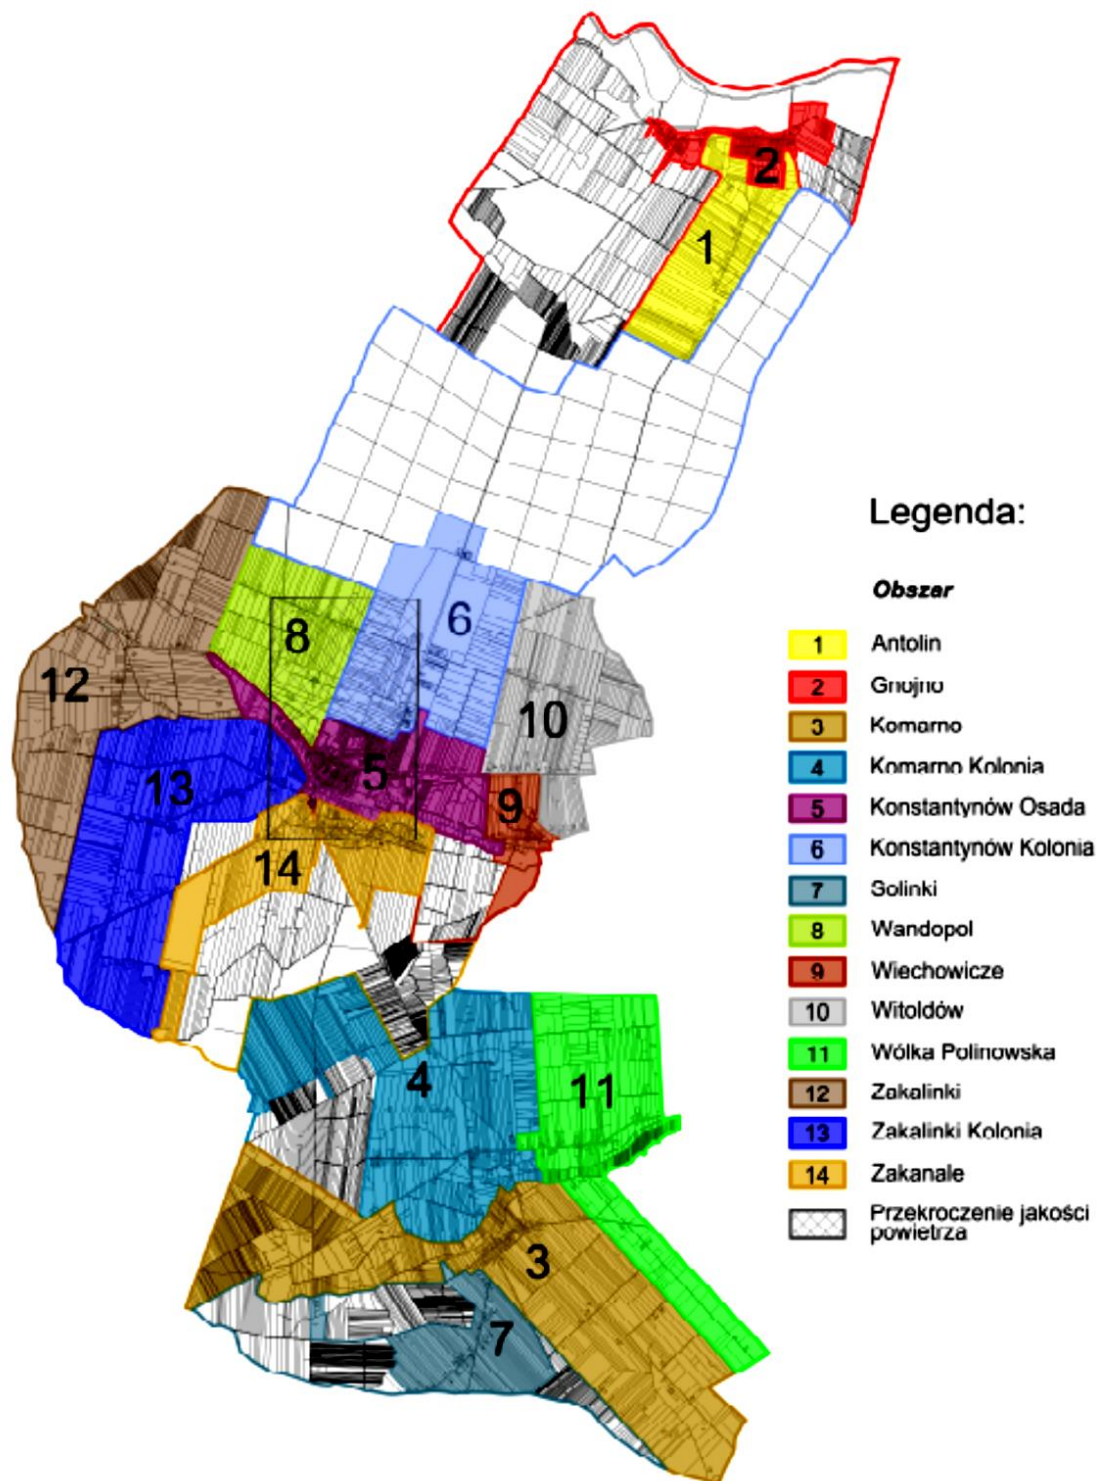 2
1
Legenda:
Obszar
6
8
1 Antolin
12
2 Gnojno
10
3 Komarno
4 Komarno Kolonia
13
5
5 Konstantynów Osada
9
6 Konstantynów Kolonia
14
7 Solinki
8 Wandopol
9 Wiechowicze
10 Witoldów
4
11
11 Wólka Polinowska
12 Zakalinki
13 Zakalinki Kolonia
14 Zakanale
Przekroczenie jakości
powietrza
3
7